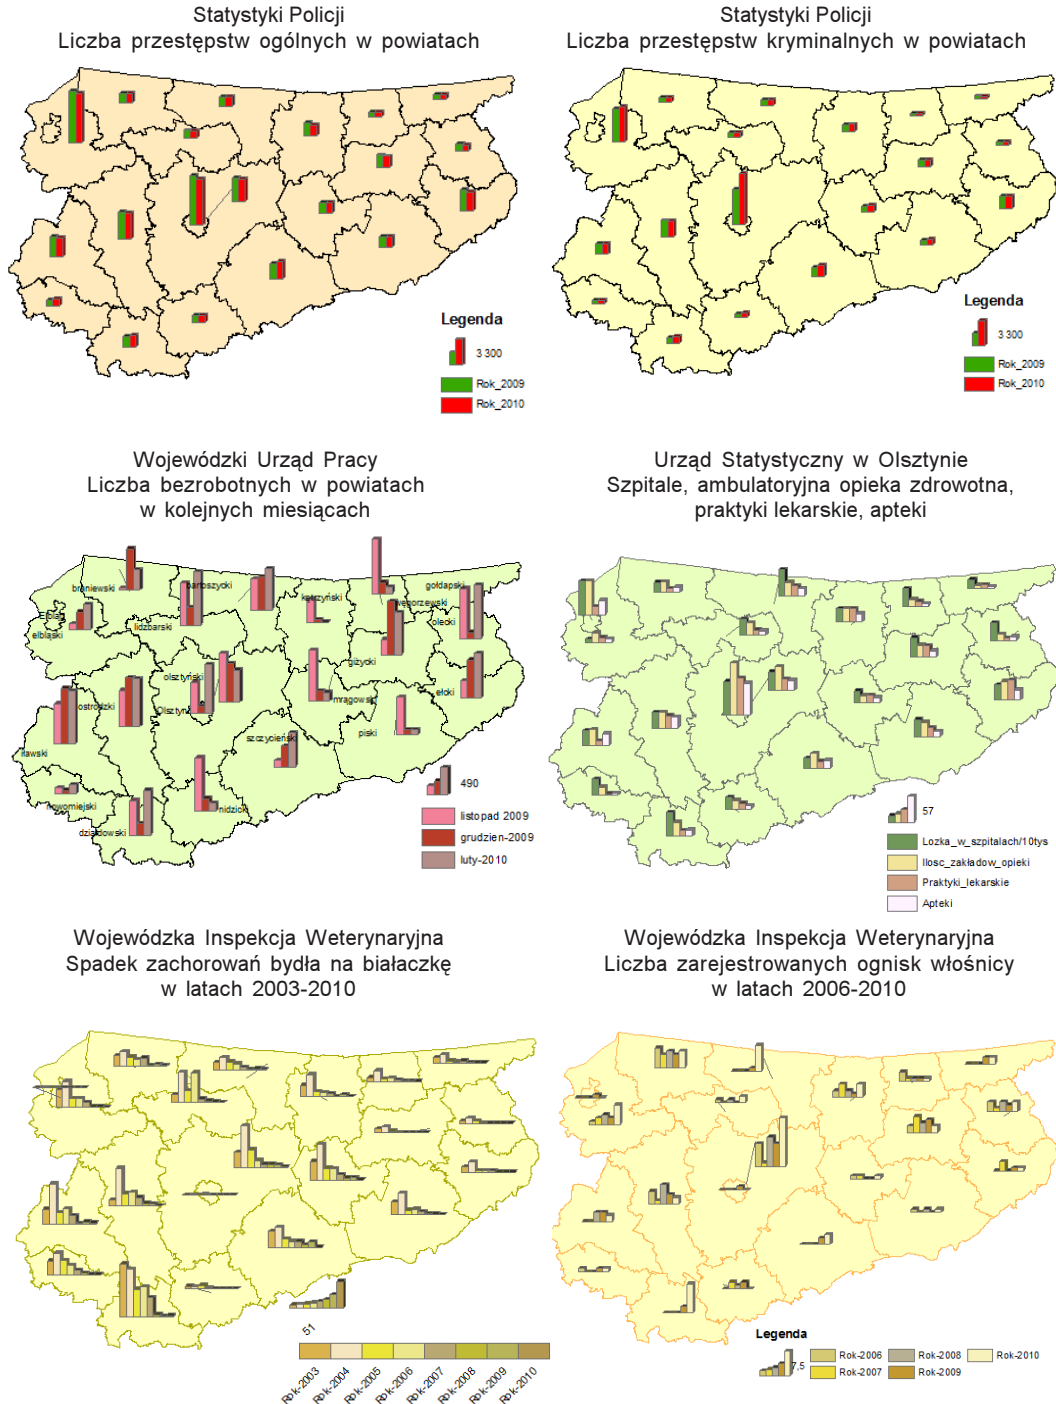 Statystyki Policji
Liczba przestępstw ogólnych w powiatach
Legenda
3 300
Rok_2009
Rok_2010
Statystyki Policji
Liczba przestępstw kryminalnych w powiatach
Legenda
3 300
Rok_2009
Rok_2010
Wojewódzki Urząd Pracy
Liczba bezrobotnych w powiatach
w kolejnych miesiącach
braniewski
bartoszycki
kętrzyński
gołdapski
węgorzewski
Elbląg
elbląski
lidzbarski
olecki
giżycki
olsztyński
Olsztyn
mrągowski
ełcki
ostródzki
piski
szczycieński
iławski
nowomiejski
nidzicki
działdowski
490
listopad 2009
grudzien-2009
luty-2010
Urząd Statystyczny w Olsztynie
Szpitale, ambulatoryjna opieka zdrowotna,
praktyki lekarskie, apteki
57
Lozka_w_szpitalach/10tys
Ilosc_zakładow_opieki
Praktyki_lekarskie
Apteki
Wojewódzka Inspekcja Weterynaryjna
Spadek zachorowań bydła na białaczkę
w latach 2003-2010
51
Rok-2003
Rok-2004
Rok-2005
Rok-2006
Rok-2007
Rok-2008
Rok-2009
Rok-2010
Wojewódzka Inspekcja Weterynaryjna
Liczba zarejestrowanych ognisk włośnicy
w latach 2006-2010
Legenda
7,5
Rok-2006
Rok-2008
Rok-2010
Rok-2007
Rok-2009